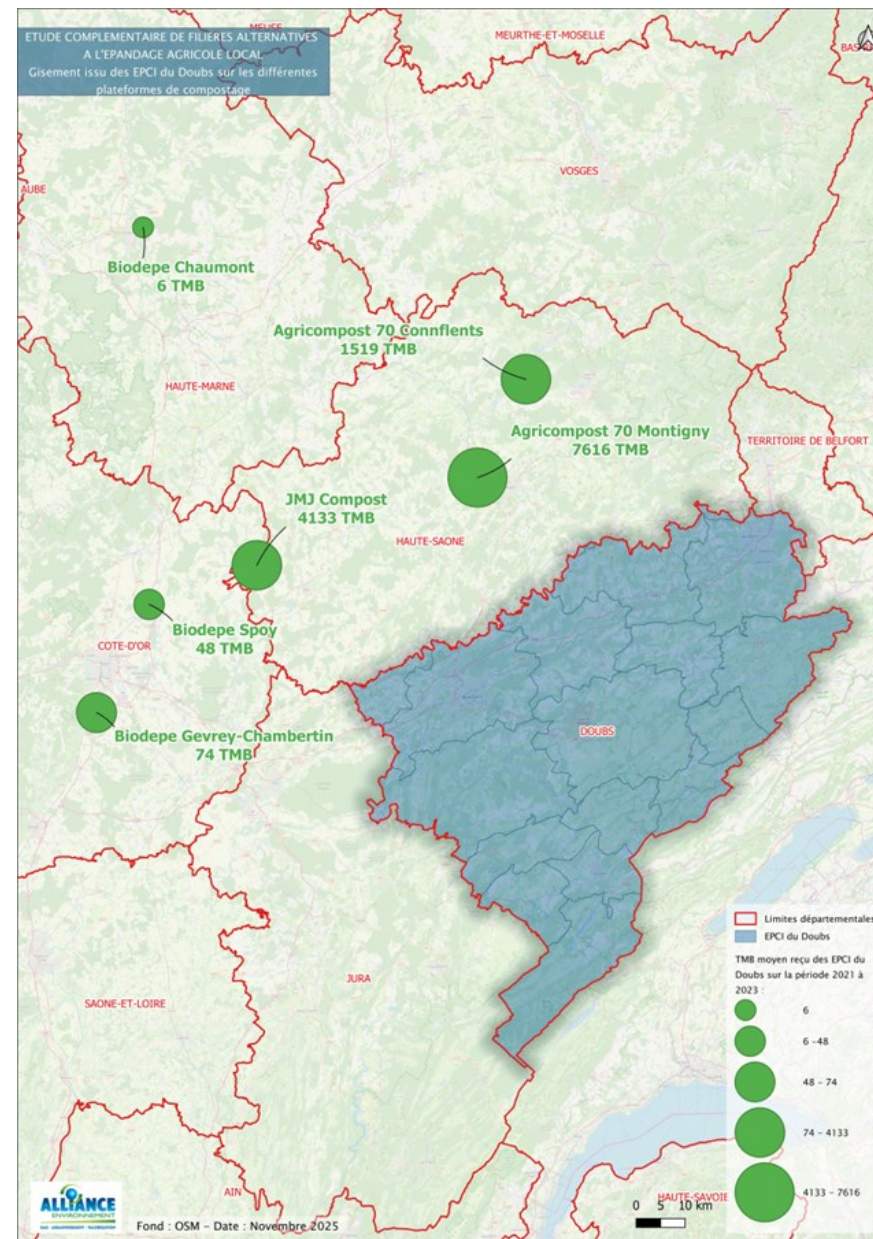 ETUDE COMPLEMENTAIRE DE FILIERES ALTERNATIVES
A L'EPANDAGE AGRICOLE LOCAL
Gisement issu des EPCI du Doubs sur les différentes
plateformes de compostage
MEUSE
MEURTHE-ET-MOSELLE
BAS-
VOSGES
AUBE
Biodepe Chaumont
6 TMB
Agricompost 70 Connflents
1519 TMB
HAUTE-MARNE
Agricompost 70 Montigny
7616 TMB
TERRITOIRE DE BELFORT
JMJ Compost
4133 TMB
HAUTE-SAONE
Biodepe Spoy
48 TMB
COTE-D'OR
Biodepe Gevrey-Chambertin
74 TMB
DOUBS
JURA
SAONE-ET-LOIRE
AIN
HAUTE-SAVOIE
Limites départementales
EPCI du Doubs
TMB moyen reçu des EPCI du
Doubs sur la période 2021 à
2023 :
6
6 -48
48 - 74
74 - 4133
4133 - 7616
0 5 10 km
ALLIANCE
ENVIRONNEMENT
Fond : OSM - Date : Novembre 2025